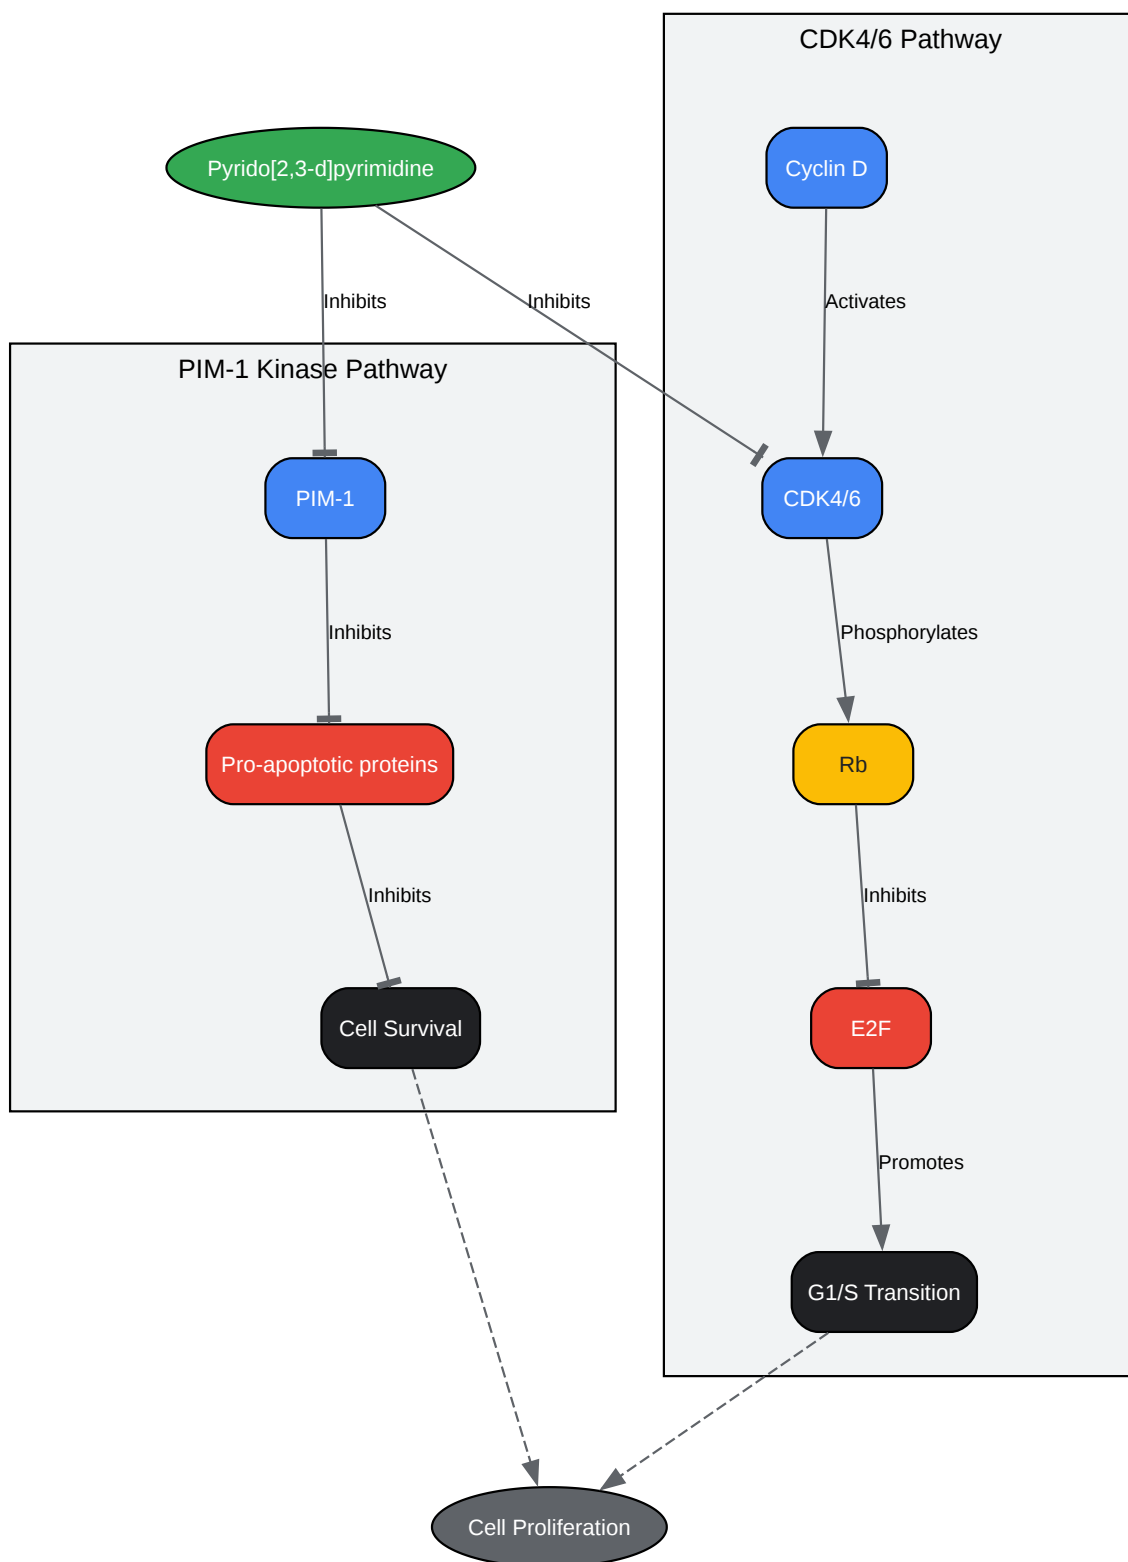 CDK4/6 Pathway
Pyrido[2,3-d]pyrimidine
Cyclin D
Inhibits
Inhibits
Activates
PIM-1 Kinase Pathway
PIM-1
CDK4/6
Inhibits
Phosphorylates
Pro-apoptotic proteins
Rb
Inhibits
Inhibits
Cell Survival
E2F
Promotes
G1/S Transition
Cell Proliferation